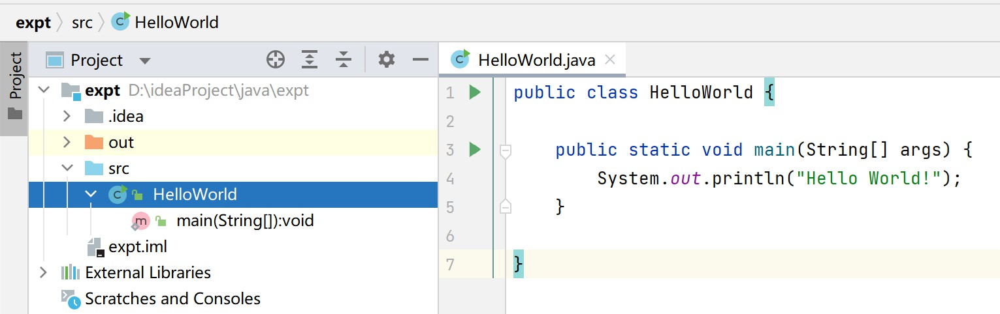 expt src HelloWorld
Project
Project
expt D:\ideaProject\java\expt
.idea
out
src
HelloWorld
main(String[]):void
expt.iml
External Libraries
Scratches and Consoles
HelloWorld.java
1 public class HelloWorld {
2
3 public static void main(String[] args) {
4 System.out.println("Hello World!");
5 }
6
7 }